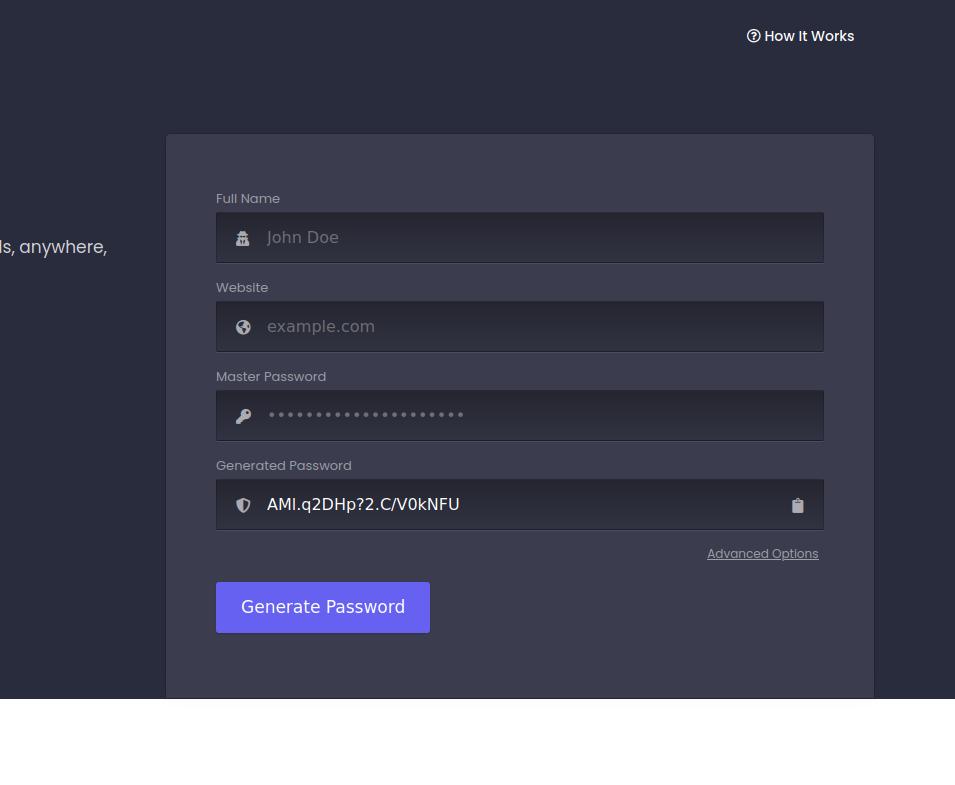 How It Works
Full Name
John Doe
ls, anywhere,
Website
example.com
Master Password
•••••••••••••••••••••
Generated Password
AMl.q2DHp?2.C/V0kNFU
Advanced Options
Generate Password